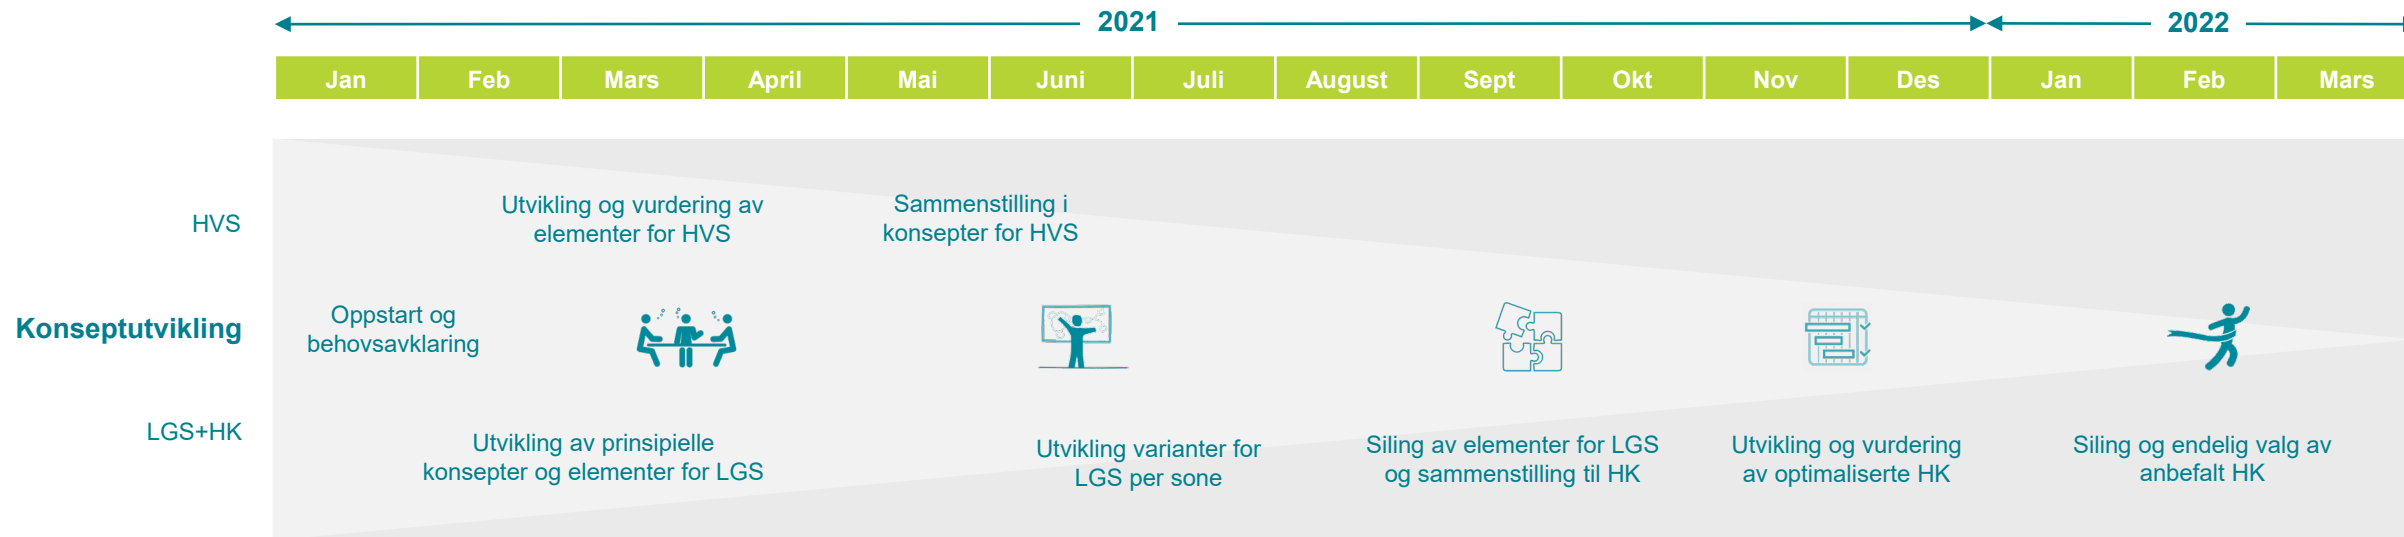 2021
2022
Jan Feb Mars April Mai Juni Juli August Sept Okt Nov Des Jan Feb Mars
HVS
Utvikling og vurdering av
elementer for HVS
Sammenstilling i
konsepter for HVS
Konseptutvikling
Oppstart og
behovsavklaring
LGS+HK
Utvikling av prinsipielle
konsepter og elementer for LGS
Utvikling varianter for
LGS per sone
Siling av elementer for LGS
og sammenstilling til HK
Utvikling og vurdering
av optimaliserte HK
Siling og endelig valg av
anbefalt HK